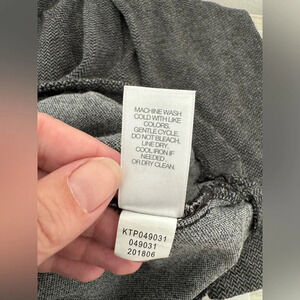 MACHINE WASH
COLD WITH LIKE
COLORS.
GENTLE CYCLE.
DO NOT BLEACH.
LINE DRY.
COOL IRON IF
NEEDED.
OR DRY CLEAN.
KTP049031
049031
201806